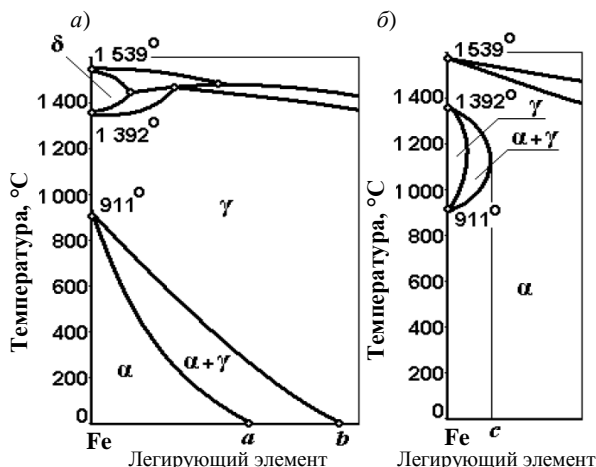 а)
δ
1 539°
1 400
1 392°
1 200
1 000
911°
800
γ
600
400
200
α
α+γ
0
Fe
a
b
Температура, °C
Легирующий элемент
б)
1 539°
1 400
1392°
γ
1 200
α+γ
1 000
911°
800
600
α
400
200
0
Fe
c
Температура, °C
Легирующий элемент